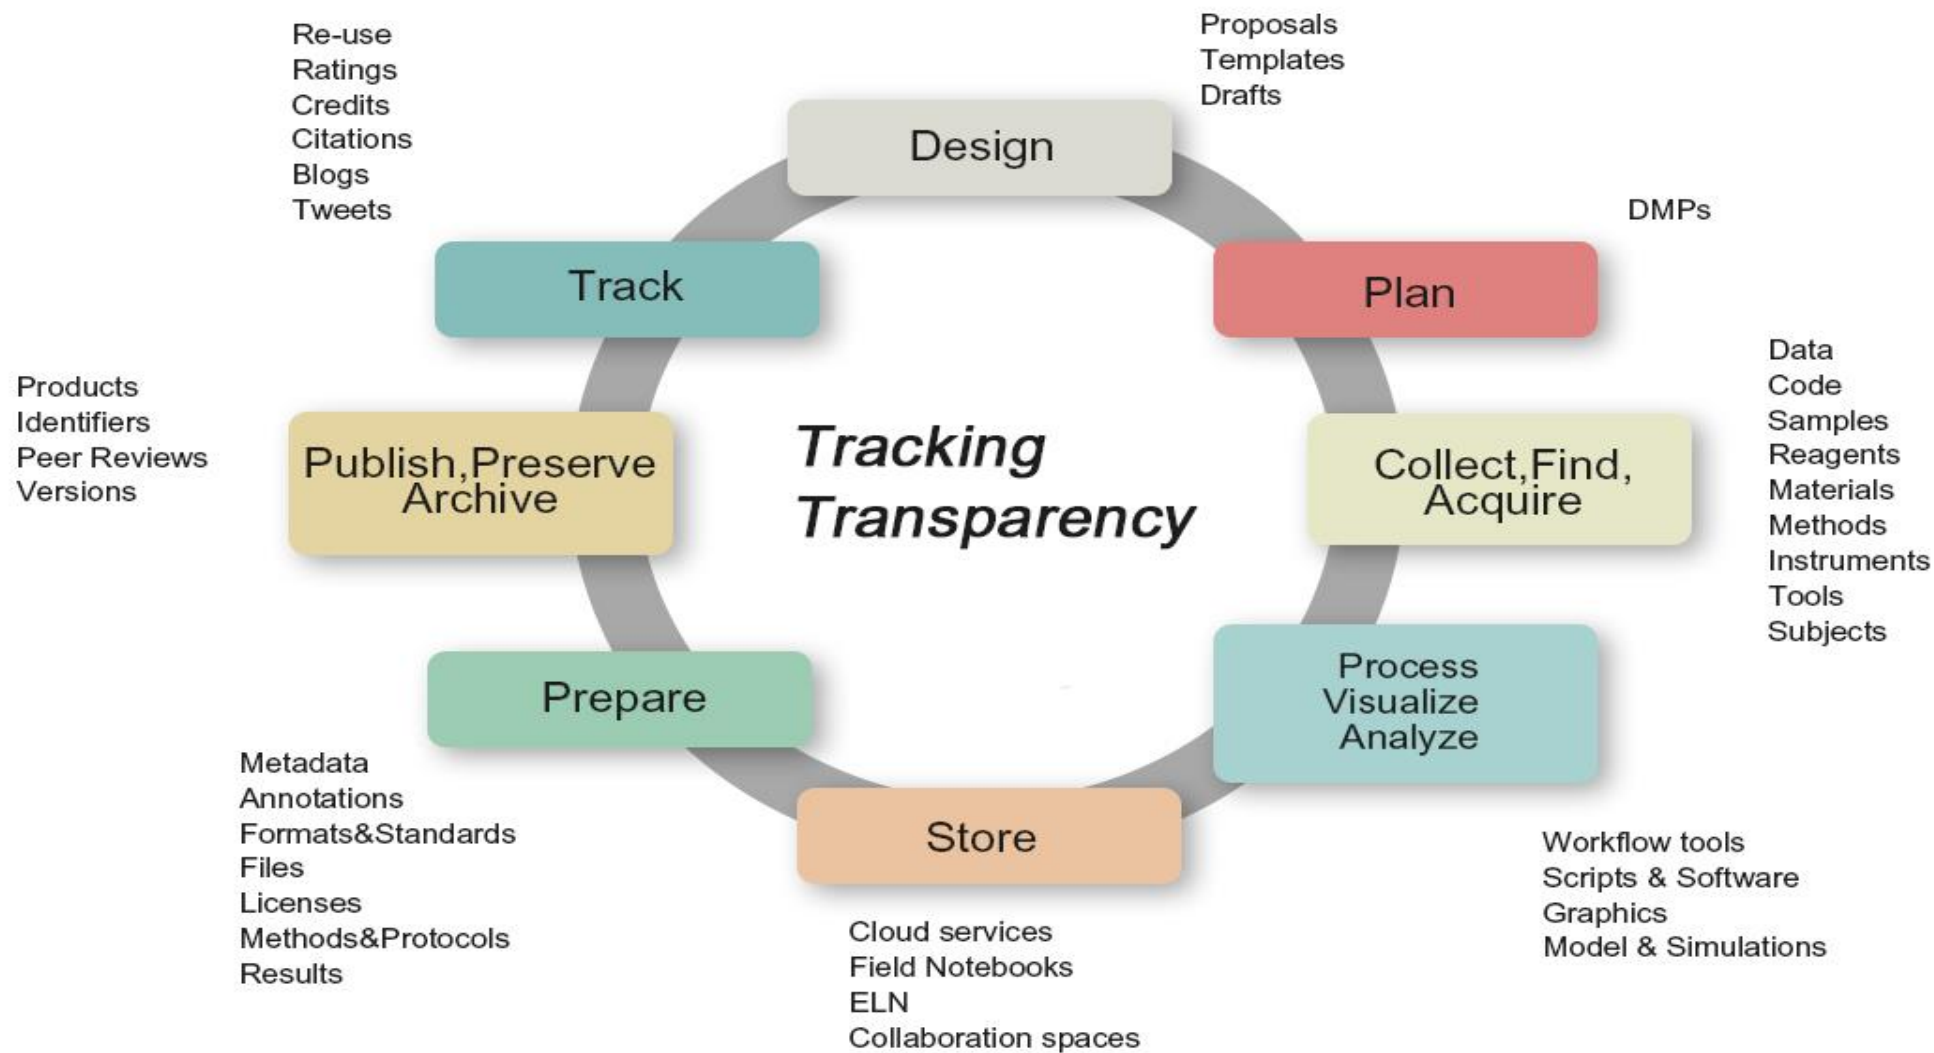 Re-use
Ratings
Credits
Citations
Blogs
Tweets
Proposals
Templates
Drafts
Design
DMPs
Track
Plan
Products
Identifiers
Peer Reviews
Versions
Publish,Preserve
Archive
Tracking
Transparency
Collect,Find,
Acquire
Data
Code
Samples
Reagents
Materials
Methods
Instruments
Tools
Subjects
Prepare
Process
Visualize
Analyze
Metadata
Annotations
Formats&Standards
Files
Licenses
Methods&Protocols
Results
Store
Cloud services
Field Notebooks
ELN
Collaboration spaces
Workflow tools
Scripts & Software
Graphics
Model & Simulations